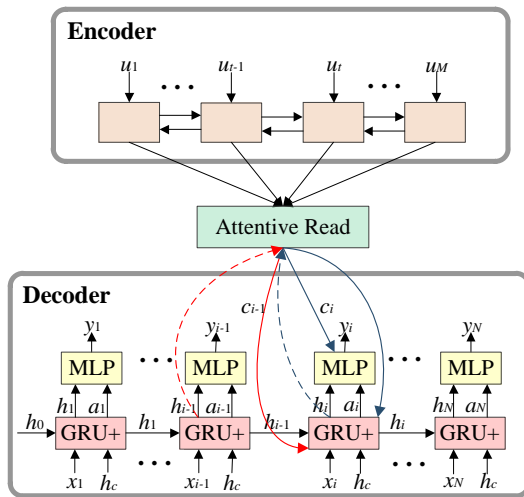 Encoder
u1 • • • ut-1 ut • • • uM
Attentive Read
Decoder
ci-1 ci
y1 yi-1 yi yN
MLP • • • MLP MLP • • • MLP
h1 a1 hi-1 ai-1 hi ai hN aN
h0 GRU+ h1 GRU+ hi-1 GRU+ hi GRU+
x1 hc • • • xi-1 hc xi hc • • • xN hc